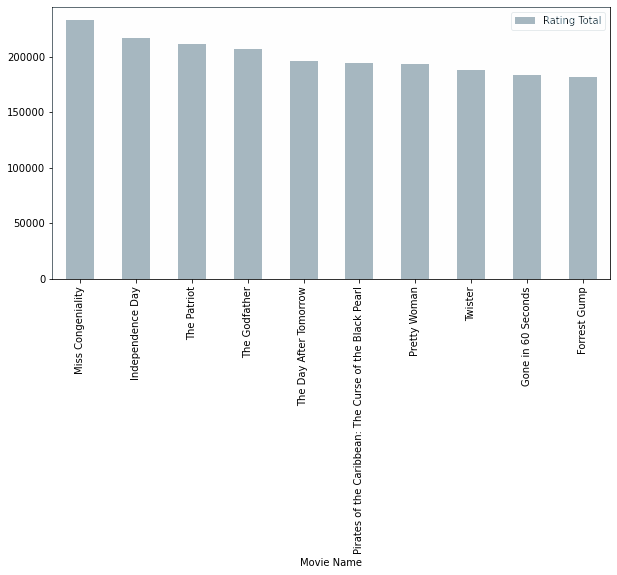 Rating Total
200000
150000
100000
50000
0
Miss Congeniality
Independence Day
The Patriot
The Godfather
The Day After Tomorrow
Pirates of the Caribbean: The Curse of the Black Pearl
Pretty Woman
Twister
Gone in 60 Seconds
Forrest Gump
Movie Name